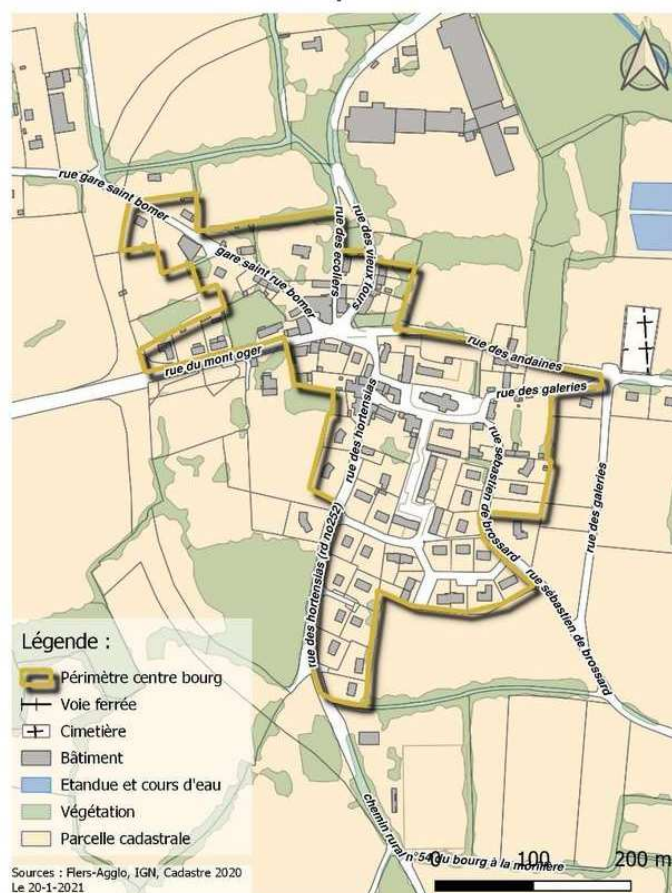 rue gare saint bomer
gare saint rue bomer
rue des écoliers
rue des vieux fours
rue du mont oger
rue des andaines
rue des galeries
rue des hortensias
rue sébastien de brossard
rue des galeries
rue des hortensias (rd no252)
rue sébastien de brossard
chemin rural n°54 du bourg à la morinière
Légende :
Périmètre centre bourg
Voie ferrée
Cimetière
Bâtiment
Etandue et cours d'eau
Végétation
Parcelle cadastrale
0 100 200 m
Sources : Flers-Agglo, IGN, Cadastre 2020
Le 20-1-2021